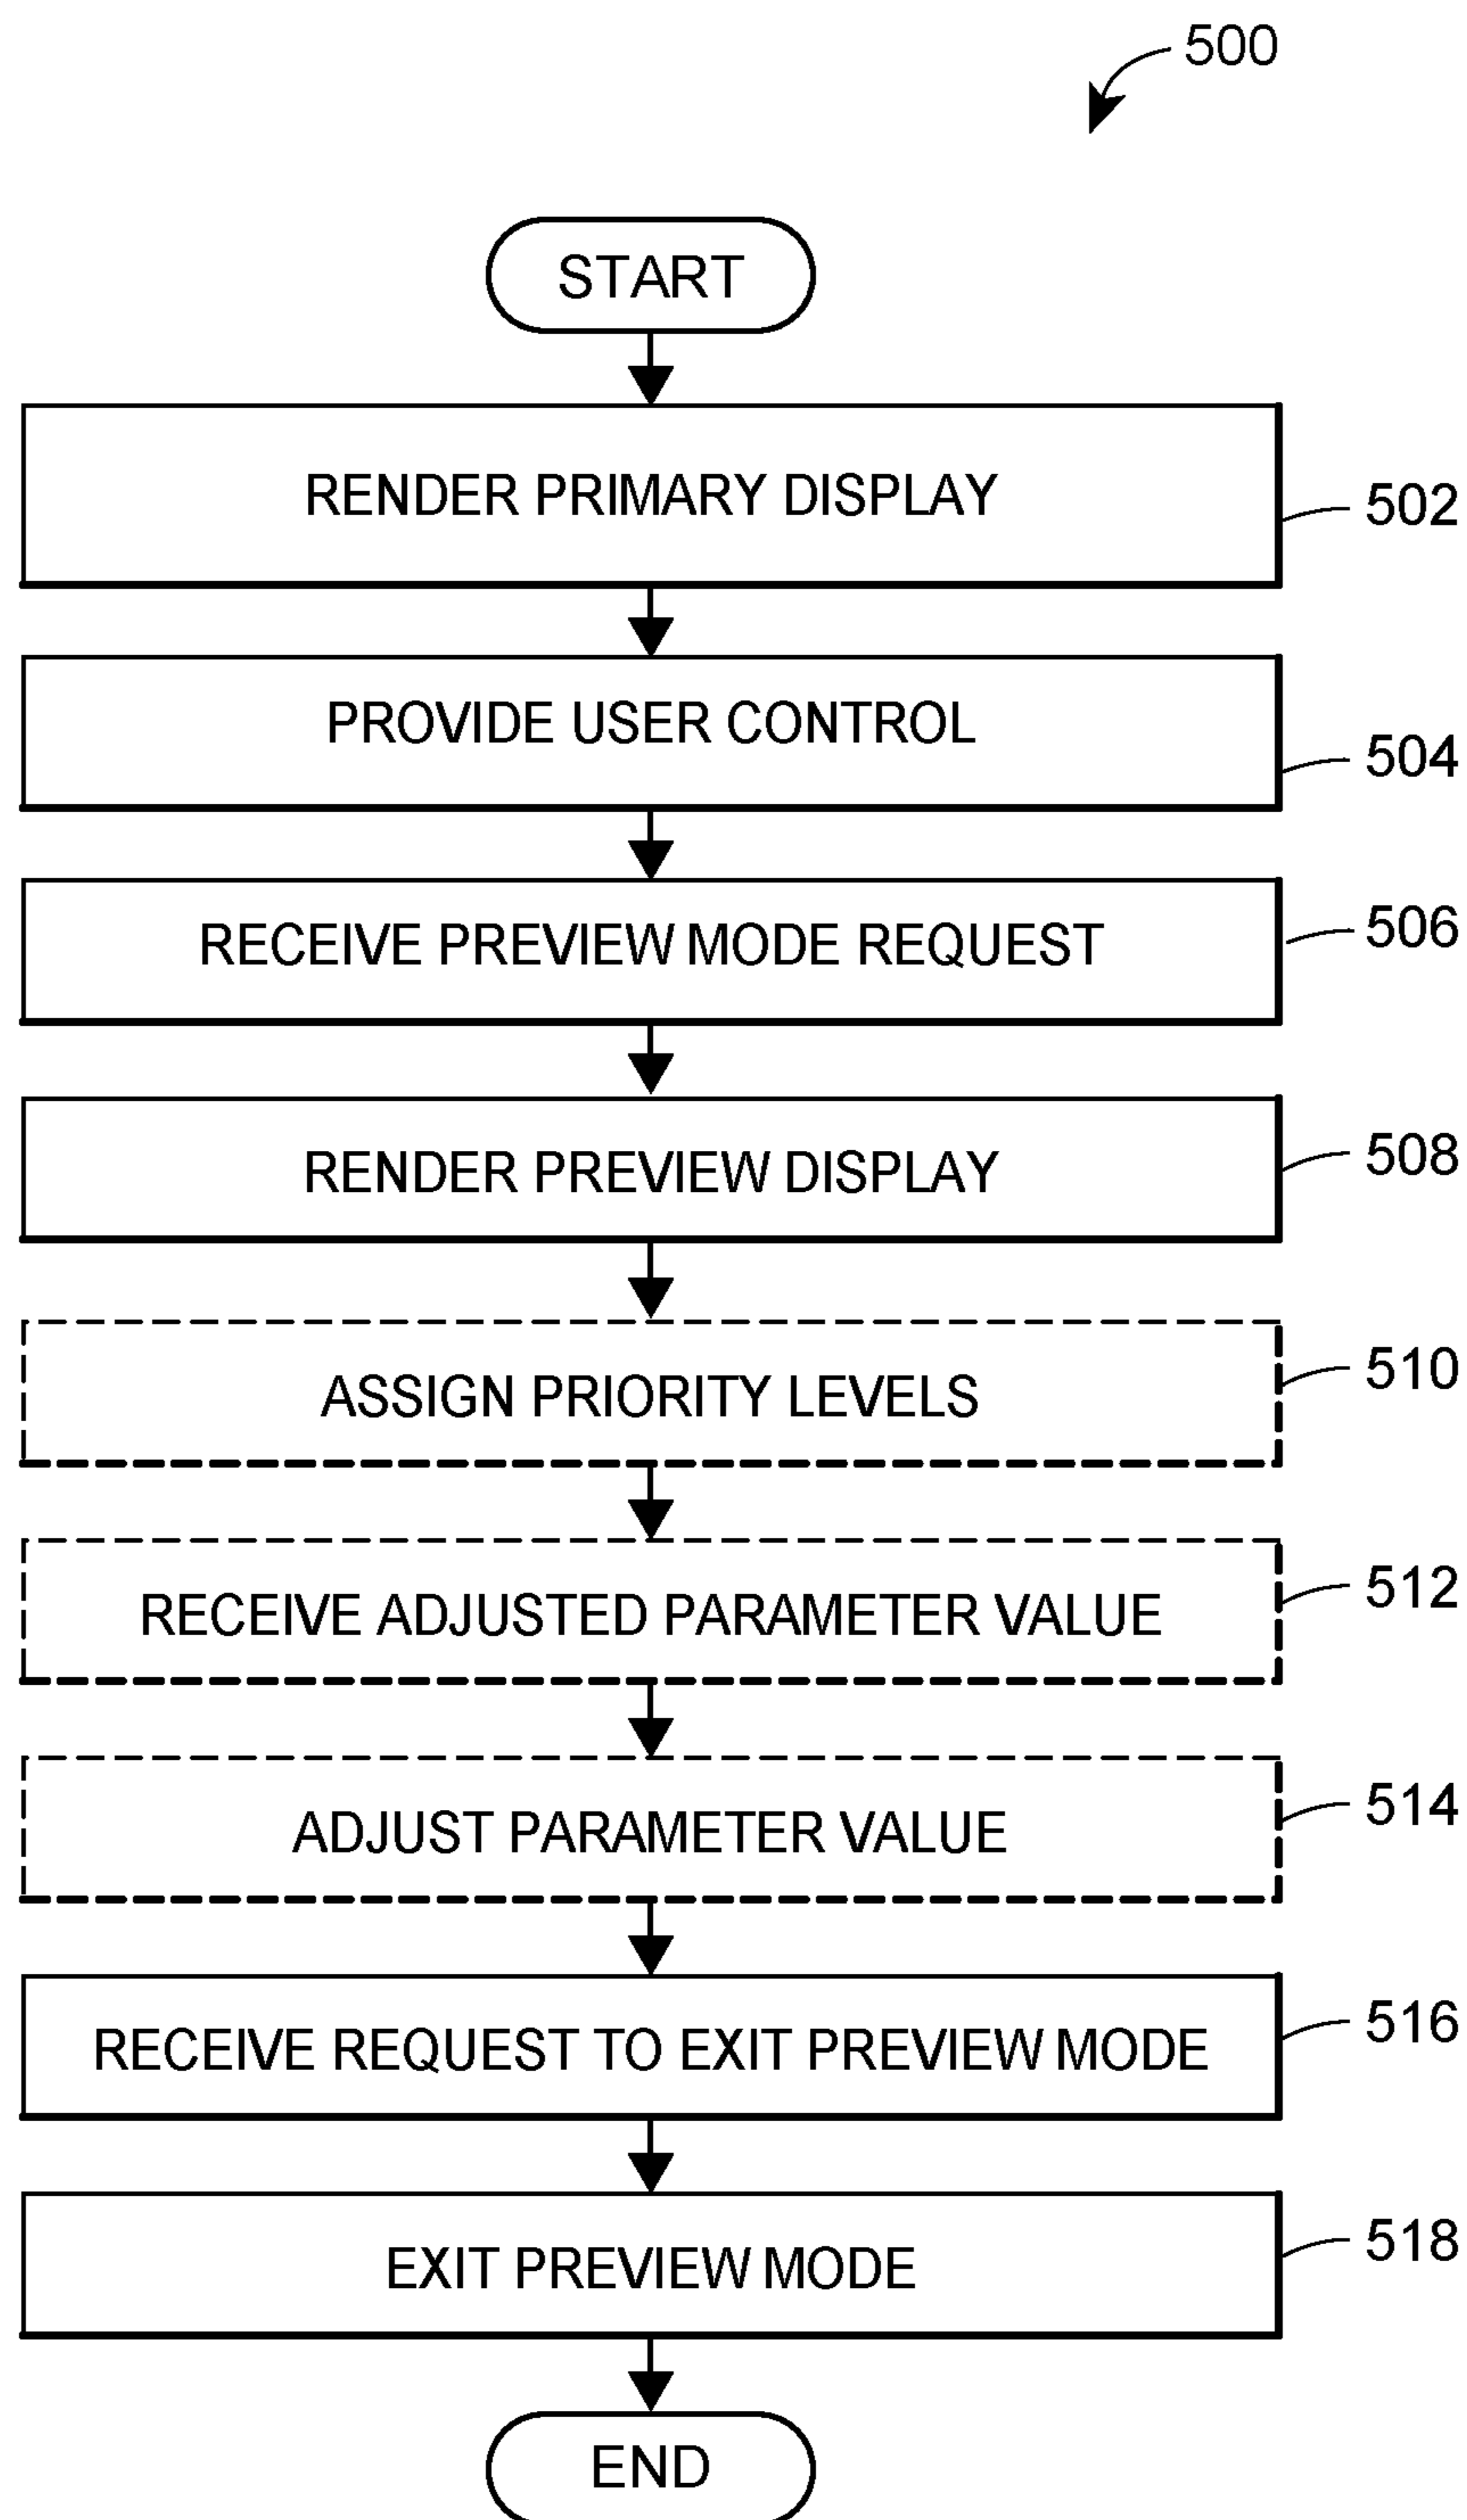 500
START
RENDER PRIMARY DISPLAY
502
PROVIDE USER CONTROL
504
RECEIVE PREVIEW MODE REQUEST
506
RENDER PREVIEW DISPLAY
508
ASSIGN PRIORITY LEVELS
510
RECEIVE ADJUSTED PARAMETER VALUE
512
ADJUST PARAMETER VALUE
514
RECEIVE REQUEST TO EXIT PREVIEW MODE
516
EXIT PREVIEW MODE
518
END